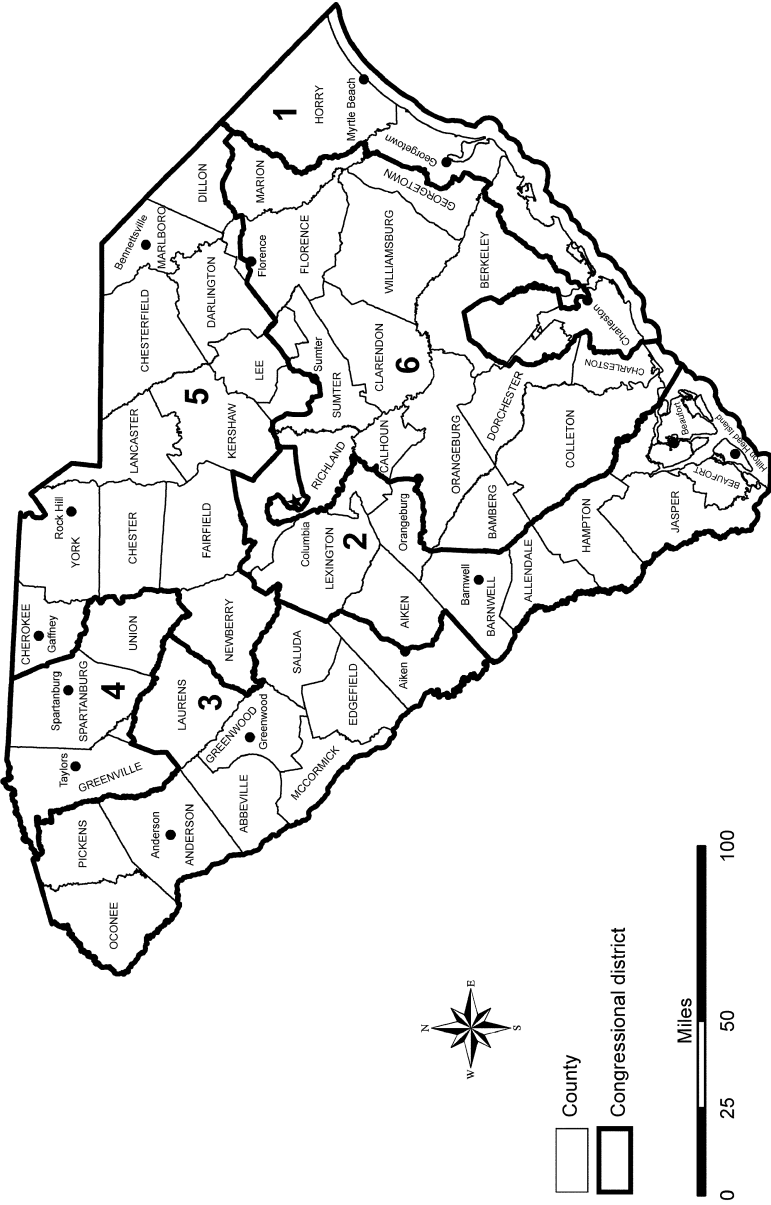 OCONEE
PICKENS
Anderson
ANDERSON
Taylors
GREENVILLE
Spartanburg
SPARTANBURG
4
CHEROKEE
Gaffney
UNION
Rock Hill
YORK
CHESTER
FAIRFIELD
LANCASTER
KERSHAW
5
CHESTERFIELD
Bennettsville
MARLBORO
DARLINGTON
LEE
DILLON
MARION
1
HORRY
Myrtle Beach
Florence
FLORENCE
Georgetown
GEORGETOWN
WILLIAMSBURG
BERKELEY
Sumter
SUMTER
CLARENDON
6
RICHLAND
CALHOUN
Columbia
LEXINGTON
2
Orangeburg
ORANGEBURG
NEWBERRY
LAURENS
3
GREENWOOD
Greenwood
ABBEVILLE
MCCORMICK
SALUDA
EDGEFIELD
Aiken
AIKEN
Barnwell
BARNWELL
BAMBERG
ALLENDALE
HAMPTON
JASPER
COLLETON
DORCHESTER
Charleston
CHARLESTON
Beaufort
BEAUFORT
Hilton Head Island
N
E
S
W
County
Congressional district
Miles
0
25
50
100